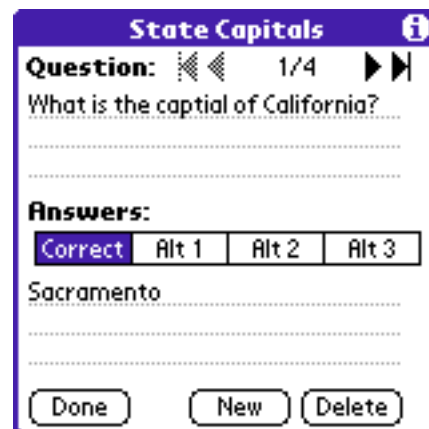 State Capitals
Question: 1/4
What is the captial of California?
Answers:
Correct Alt 1 Alt 2 Alt 3
Sacramento
Done New Delete